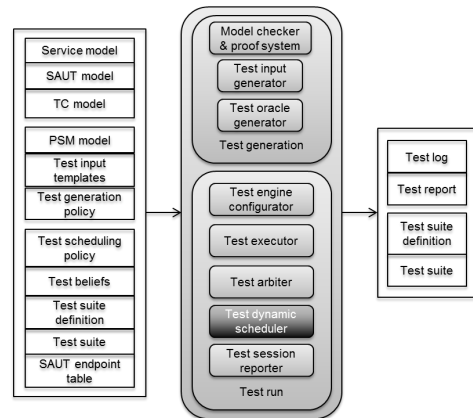 Service model
SAUT model
TC model
PSM model
Test input
templates
Test generation
policy
Test scheduling
policy
Test beliefs
Test suite
definition
Test suite
SAUT endpoint
table
Model checker
& proof system
Test input
generator
Test oracle
generator
Test generation
Test engine
configurator
Test executor
Test arbiter
Test dynamic
scheduler
Test session
reporter
Test run
Test log
Test report
Test suite
definition
Test suite